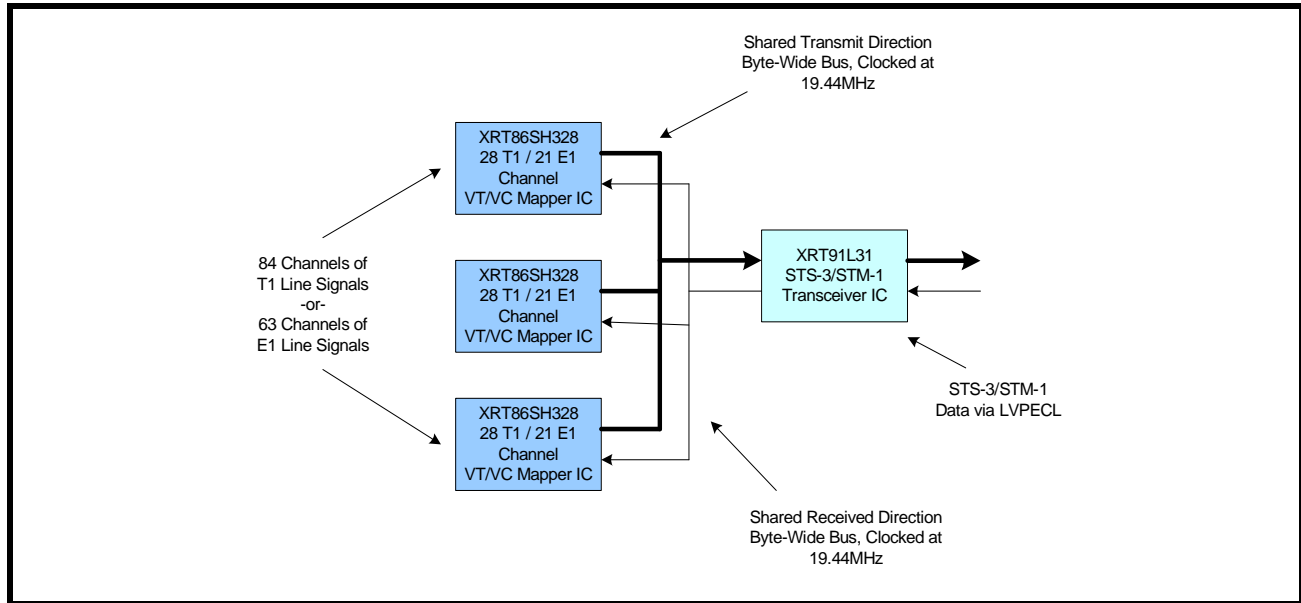 Shared Transmit Direction
Byte-Wide Bus, Clocked at
19.44MHz
XRT86SH328
28 T1 / 21 E1
Channel
VT/VC Mapper IC
84 Channels of
T1 Line Signals
-or-
63 Channels of
E1 Line Signals
XRT86SH328
28 T1 / 21 E1
Channel
VT/VC Mapper IC
XRT91L31
STS-3/STM-1
Transceiver IC
XRT86SH328
28 T1 / 21 E1
Channel
VT/VC Mapper IC
STS-3/STM-1
Data via LVPECL
Shared Received Direction
Byte-Wide Bus, Clocked at
19.44MHz